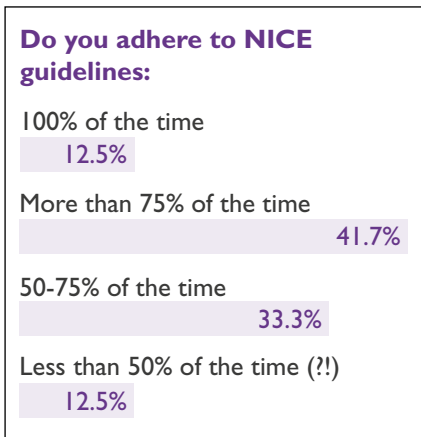 Do you adhere to NICE
guidelines:
100% of the time
12.5%
More than 75% of the time
41.7%
50-75% of the time
33.3%
Less than 50% of the time (?!)
12.5%